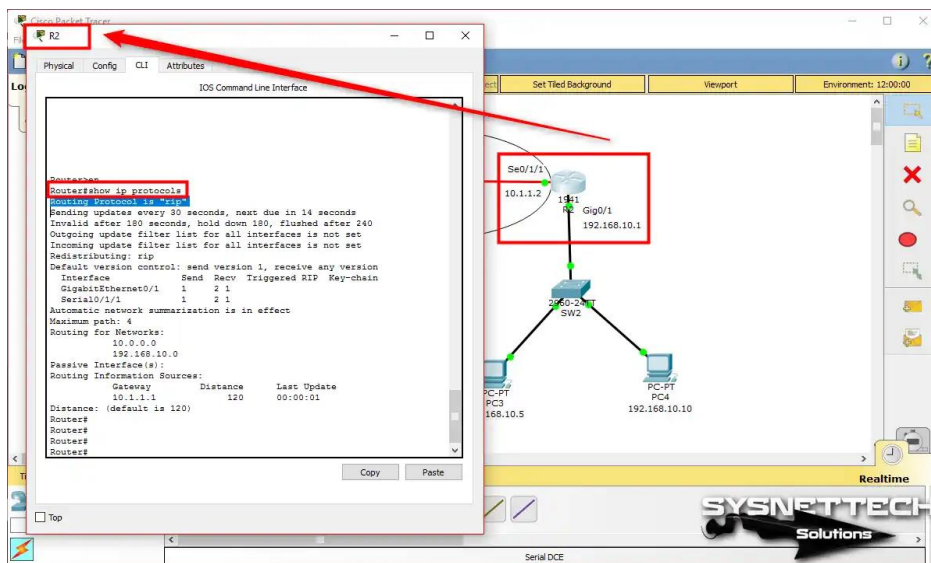 Cisco Packet Tracer
R2
Physical Config CLI Attributes
IOS Command Line Interface
Router>en
Router#show ip protocols
Routing Protocol is "rip"
Sending updates every 30 seconds, next due in 14 seconds
Invalid after 180 seconds, hold down 180, flushed after 240
Outgoing update filter list for all interfaces is not set
Incoming update filter list for all interfaces is not set
Redistributing: rip
Default version control: send version 1, receive any version
Interface Send Recv Triggered RIP Key-chain
GigabitEthernet0/1 1 2 1
Serial0/1/1 1 2 1
Automatic network summarization is in effect
Maximum path: 4
Routing for Networks:
10.0.0.0
192.168.10.0
Passive Interface(s):
Routing Information Sources:
Gateway Distance Last Update
10.1.1.1 120 00:00:01
Distance: (default is 120)
Router#
Router#
Router#
Router#
Copy Paste
Top
Set Tiled Background Viewport Environment: 12:00:00
Se0/1/1
10.1.1.2
1941
R2
Gig0/1
192.168.10.1
2960-24TT
SW2
PC-PT
PC3
168.10.5
PC-PT
PC4
192.168.10.10
Realtime
SYSNETTECH
Solutions
Serial DCE